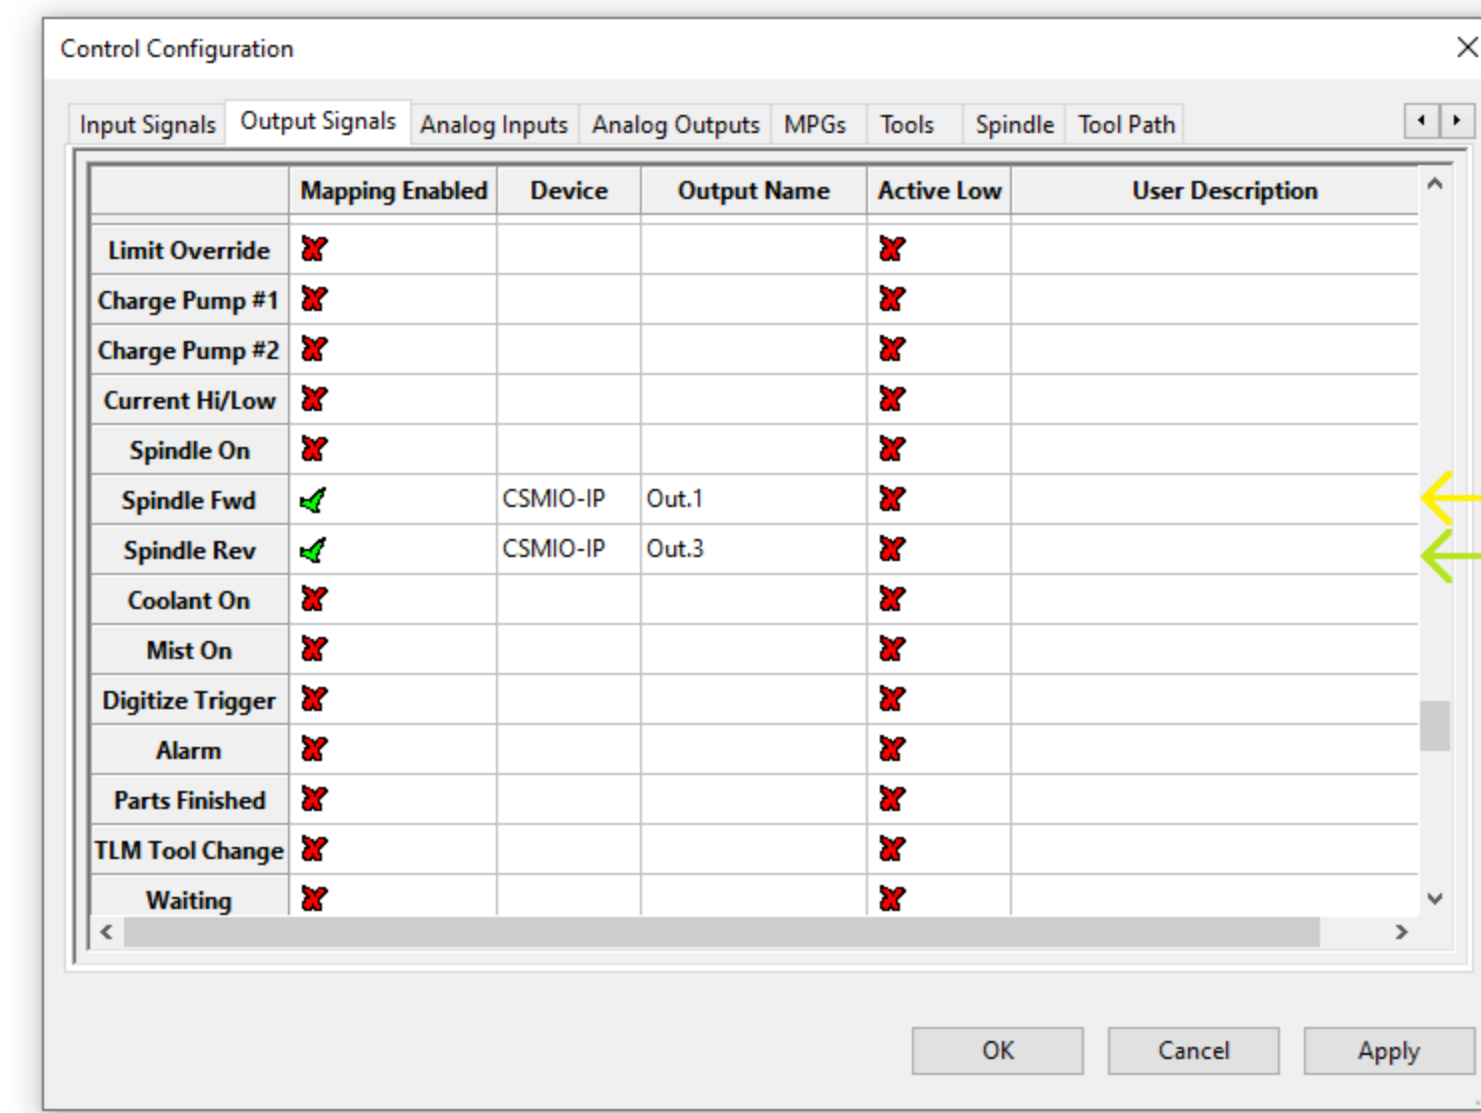 Control Configuration
Input Signals Output Signals Analog Inputs Analog Outputs MPGs Tools Spindle Tool Path
Mapping Enabled Device Output Name Active Low User Description
Limit Override
Charge Pump #1
Charge Pump #2
Current Hi/Low
Spindle On
Spindle Fwd CSMIO-IP Out.1
Spindle Rev CSMIO-IP Out.3
Coolant On
Mist On
Digitize Trigger
Alarm
Parts Finished
TLM Tool Change
Waiting
OK Cancel Apply